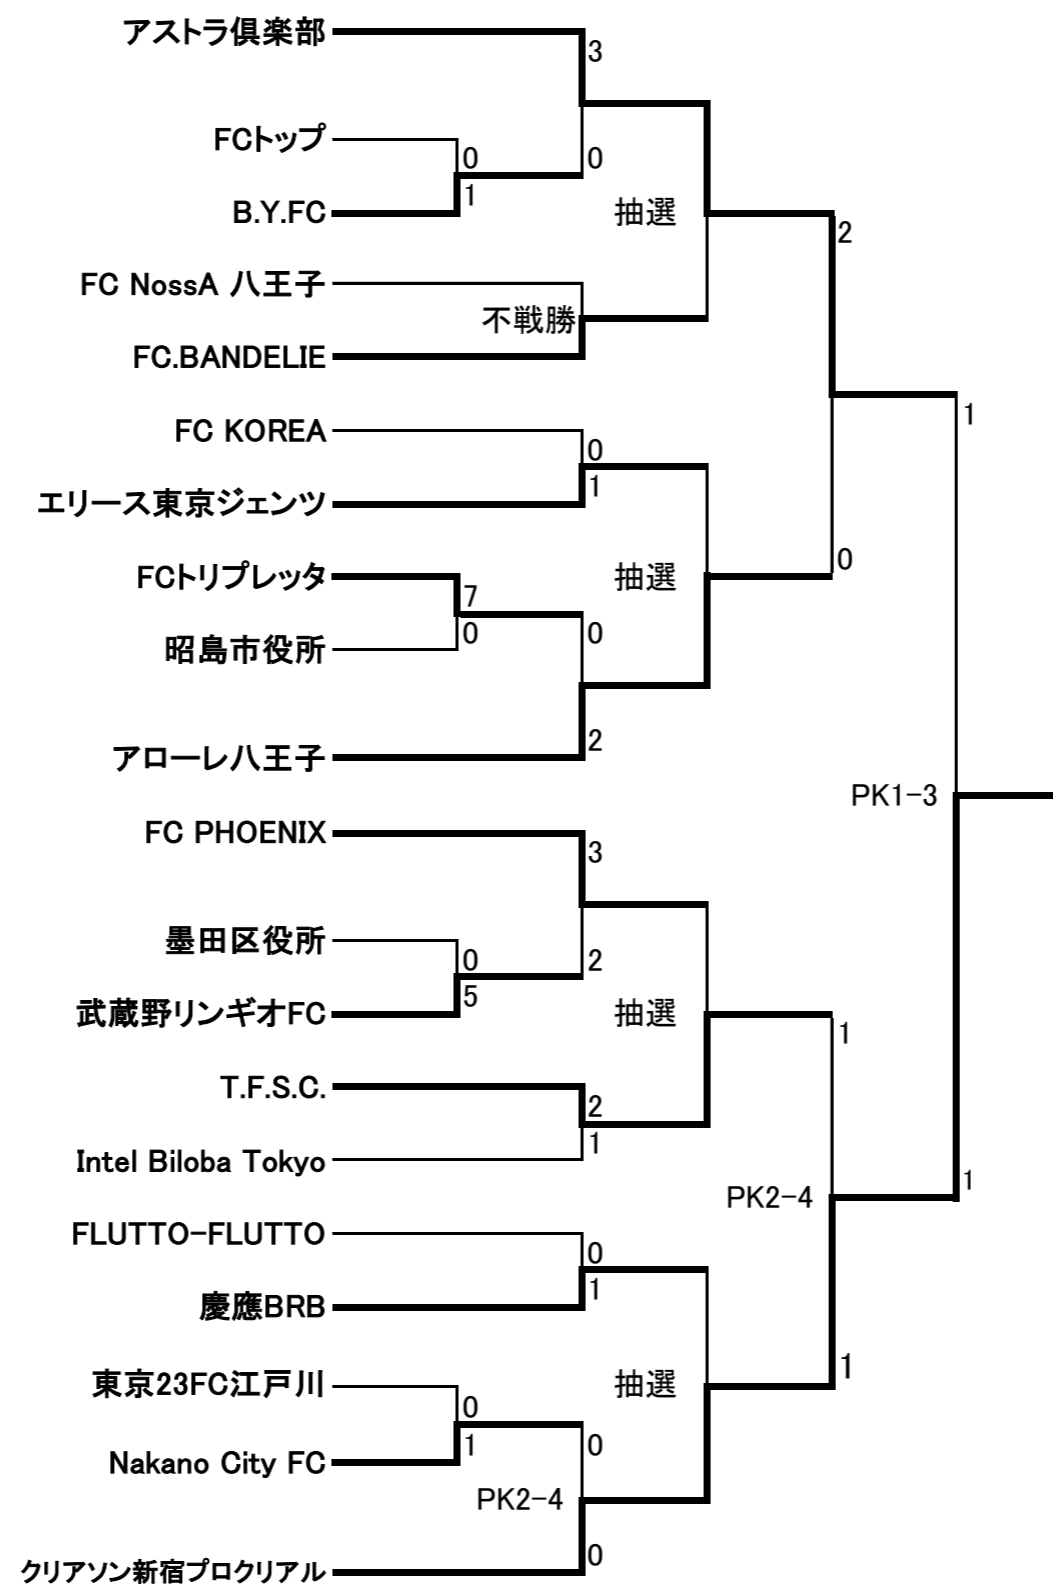 アストラ倶楽部
3
FCトップ
0
0
1
B.Y.FC
抽選
2
FC NossA 八王子
不戦勝
FC.BANDELIE
1
FC KOREA
0
1
エリース東京ジェンツ
0
FCトリプレッタ
抽選
7
0
0
昭島市役所
2
アローレ八王子
PK1-3
FC PHOENIX
3
墨田区役所
0
2
5
武蔵野リンギオFC
抽選
1
T.F.S.C.
2
1
Intel Biloba Tokyo
1
PK2-4
FLUTTO-FLUTTO
0
1
慶應BRB
1
東京23FC江戸川
抽選
0
1
0
Nakano City FC
PK2-4
0
クリアソン新宿プロクリアル